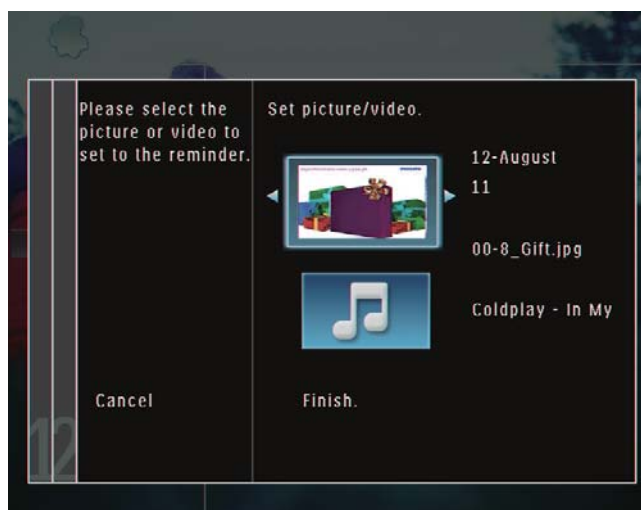 Please select the
picture or video to
set to the reminder.
Set picture/video.
12-August
11
00-8_Gift.jpg
Coldplay - In My
Cancel
Finish.
12